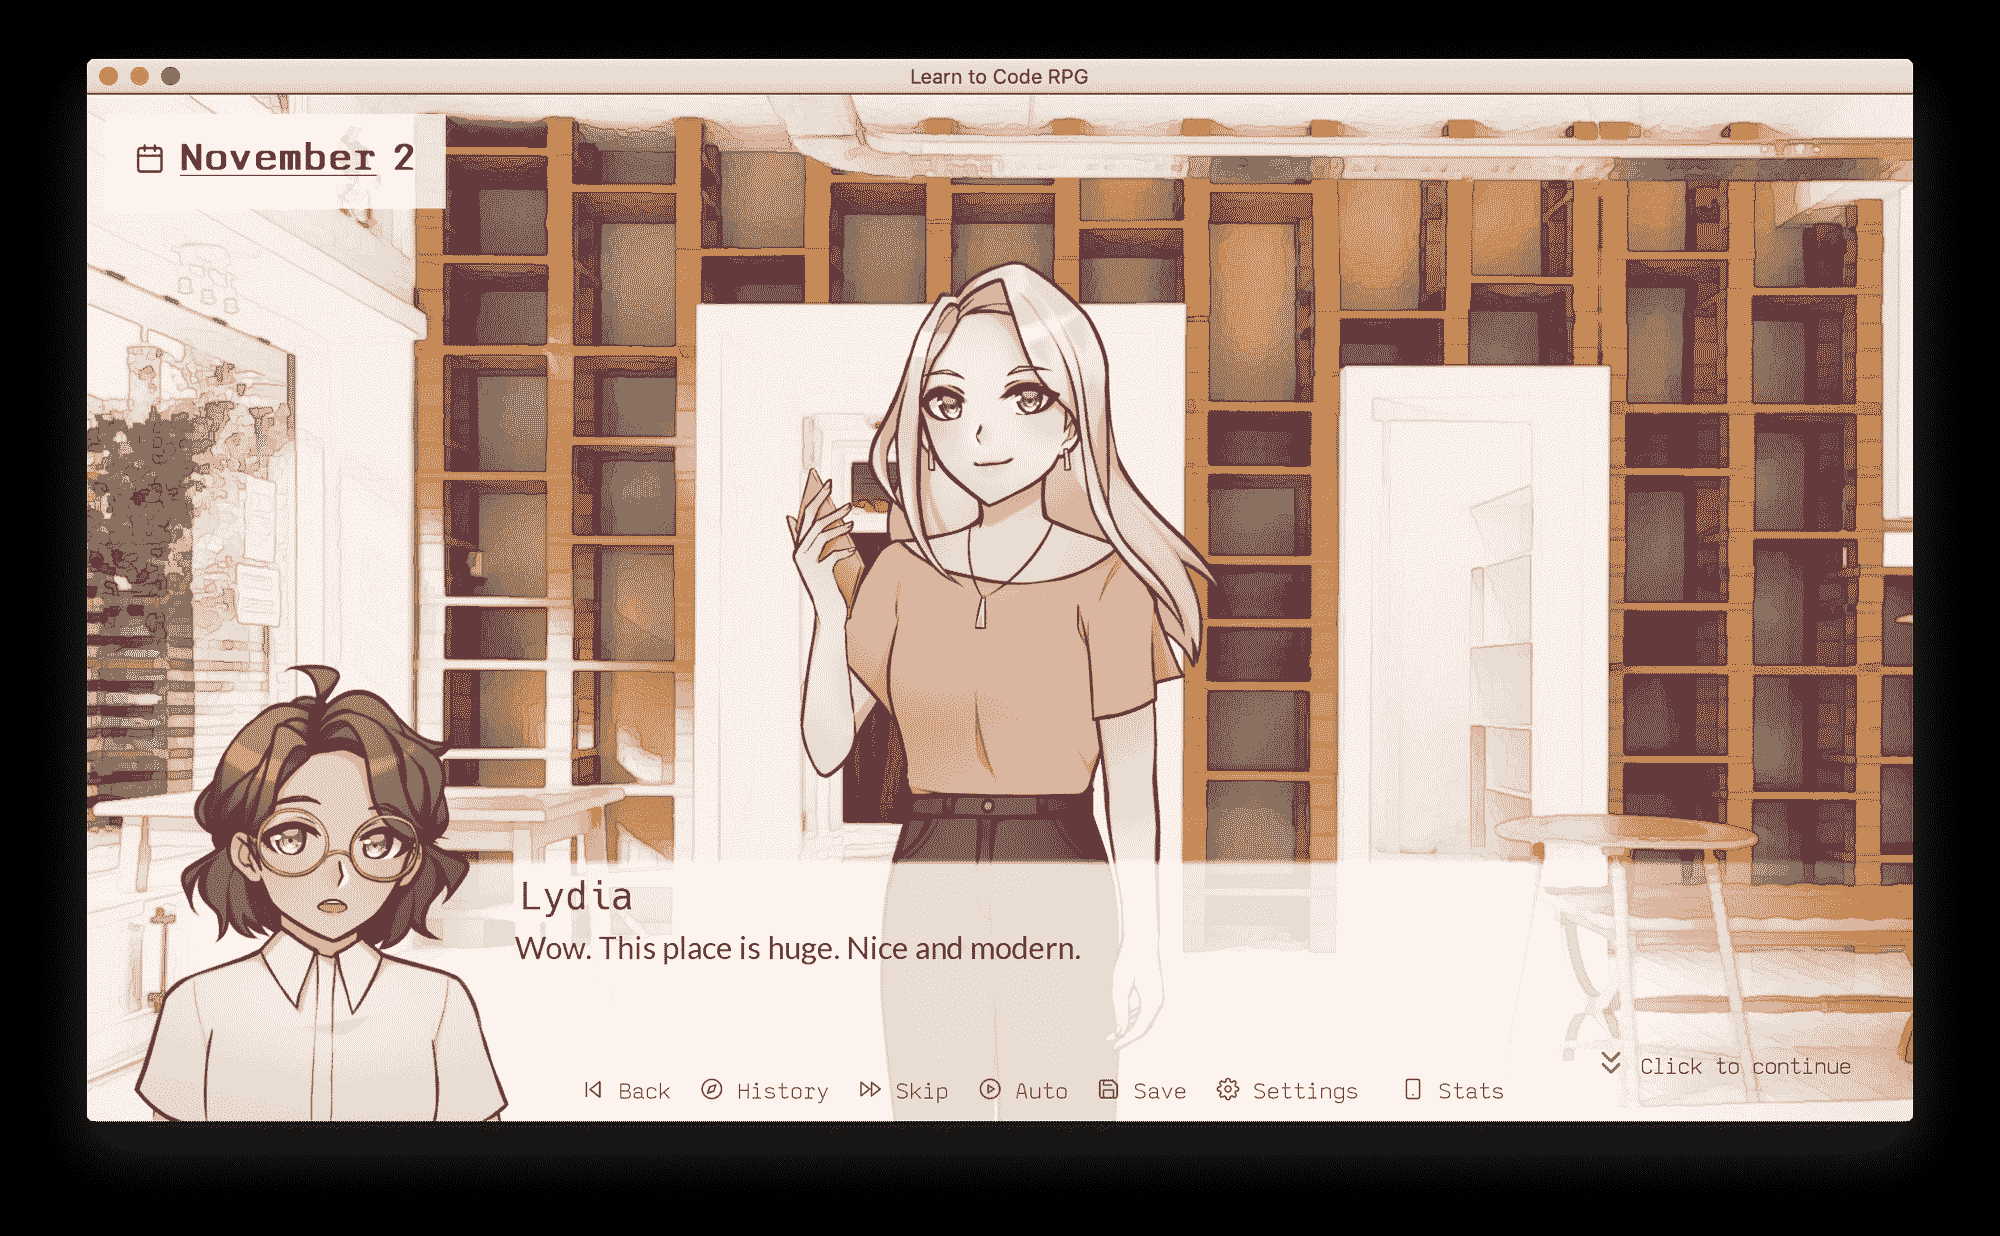 Learn to Code RPG
November 2
Lydia
Wow. This place is huge. Nice and modern.
Click to continue
Back History Skip Auto Save Settings Stats